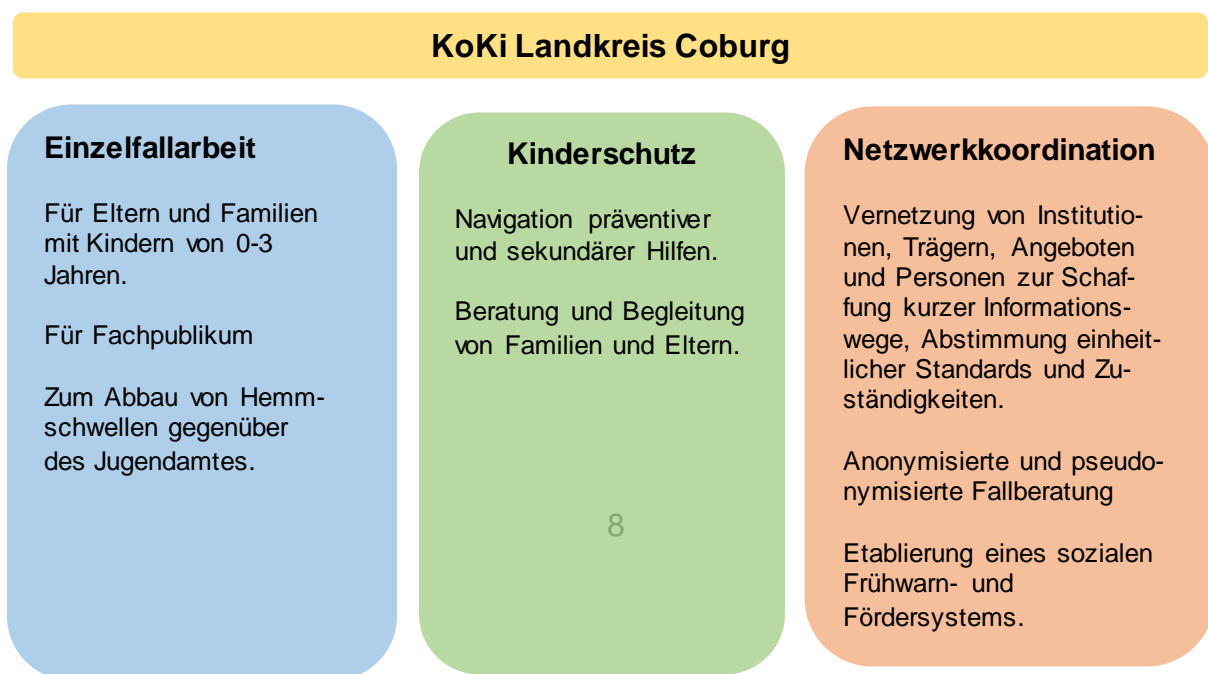 KoKi Landkreis Coburg
Einzelfallarbeit
Für Eltern und Familien
mit Kindern von 0-3
Jahren.
Für Fachpublikum
Zum Abbau von Hemm-
schwellen gegenüber
des Jugendamtes.
Kinderschutz
Navigation präventiver
und sekundärer Hilfen.
Beratung und Begleitung
von Familien und Eltern.
8
Netzwerkkoordination
Vernetzung von Institutio-
nen, Trägern, Angeboten
und Personen zur Schaf-
fung kurzer Informations-
wege, Abstimmung einheit-
licher Standards und Zu-
ständigkeiten.
Anonymisierte und pseudo-
nymisierte Fallberatung
Etablierung eines sozialen
Frühwarn- und
Fördersystems.